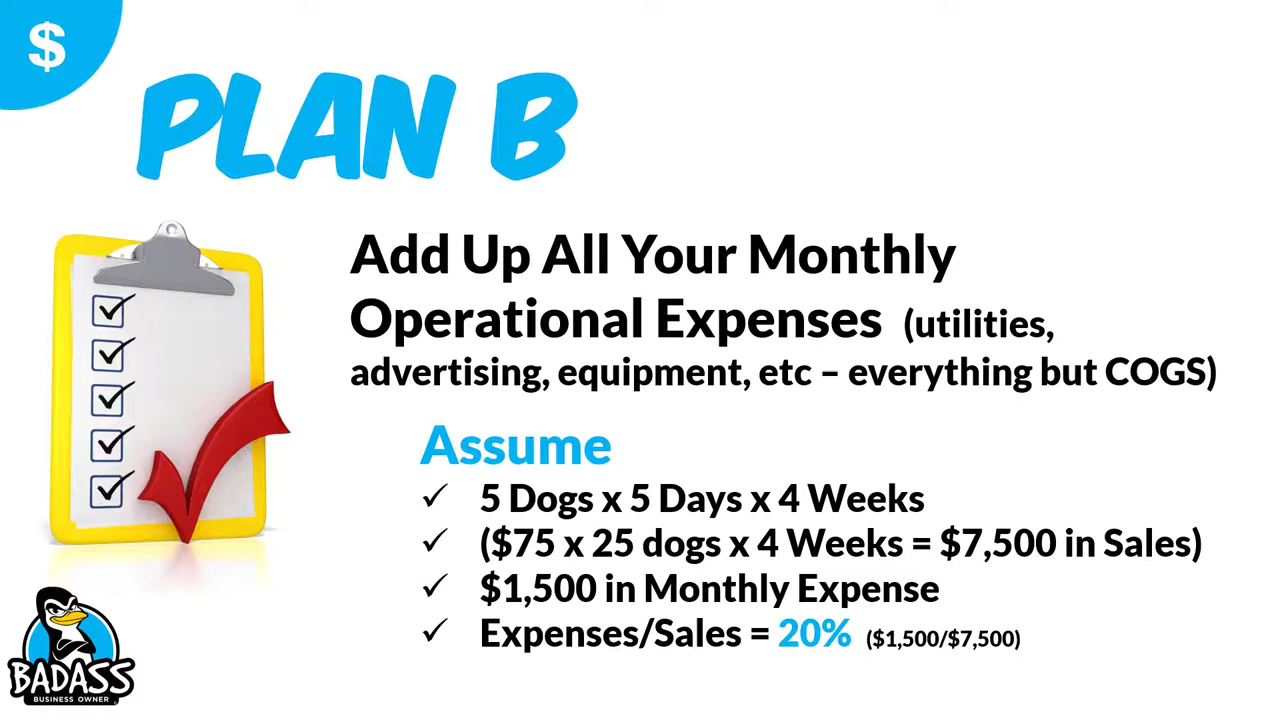 $
PLAN B
Add Up All Your Monthly
Operational Expenses (utilities,
advertising, equipment, etc – everything but COGS)
Assume
✓ 5 Dogs x 5 Days x 4 Weeks
✓ ($75 x 25 dogs x 4 Weeks = $7,500 in Sales)
✓ $1,500 in Monthly Expense
✓ Expenses/Sales = 20% ($1,500/$7,500)
BADASS
BUSINESS OWNER